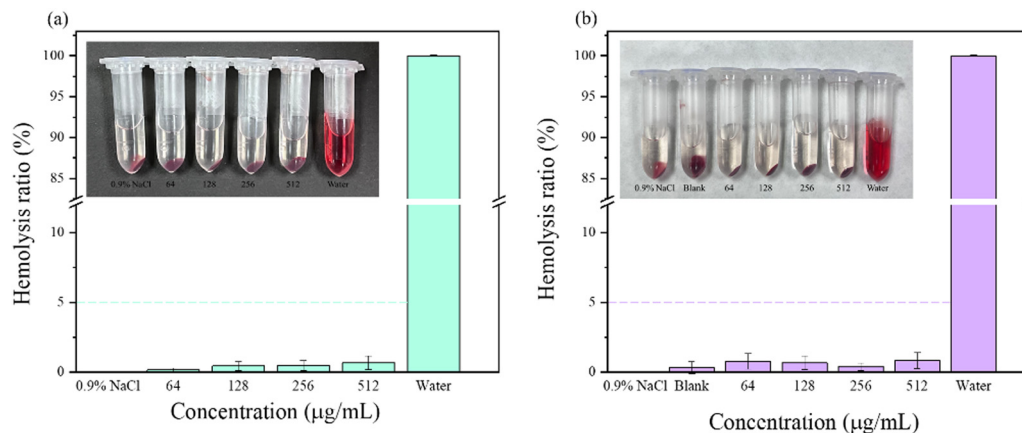 (a)
Hemolysis ratio (%)
100
95
90
85
10
5
0
0.9% NaCl 64 128 256 512 Water
0.9% NaCl 64 128 256 512 Water
Concentration (μg/mL)
(b)
Hemolysis ratio (%)
100
95
90
85
10
5
0
0.9% NaCl Blank 64 128 256 512 Water
0.9% NaCl Blank 64 128 256 512 Water
Concentration (μg/mL)